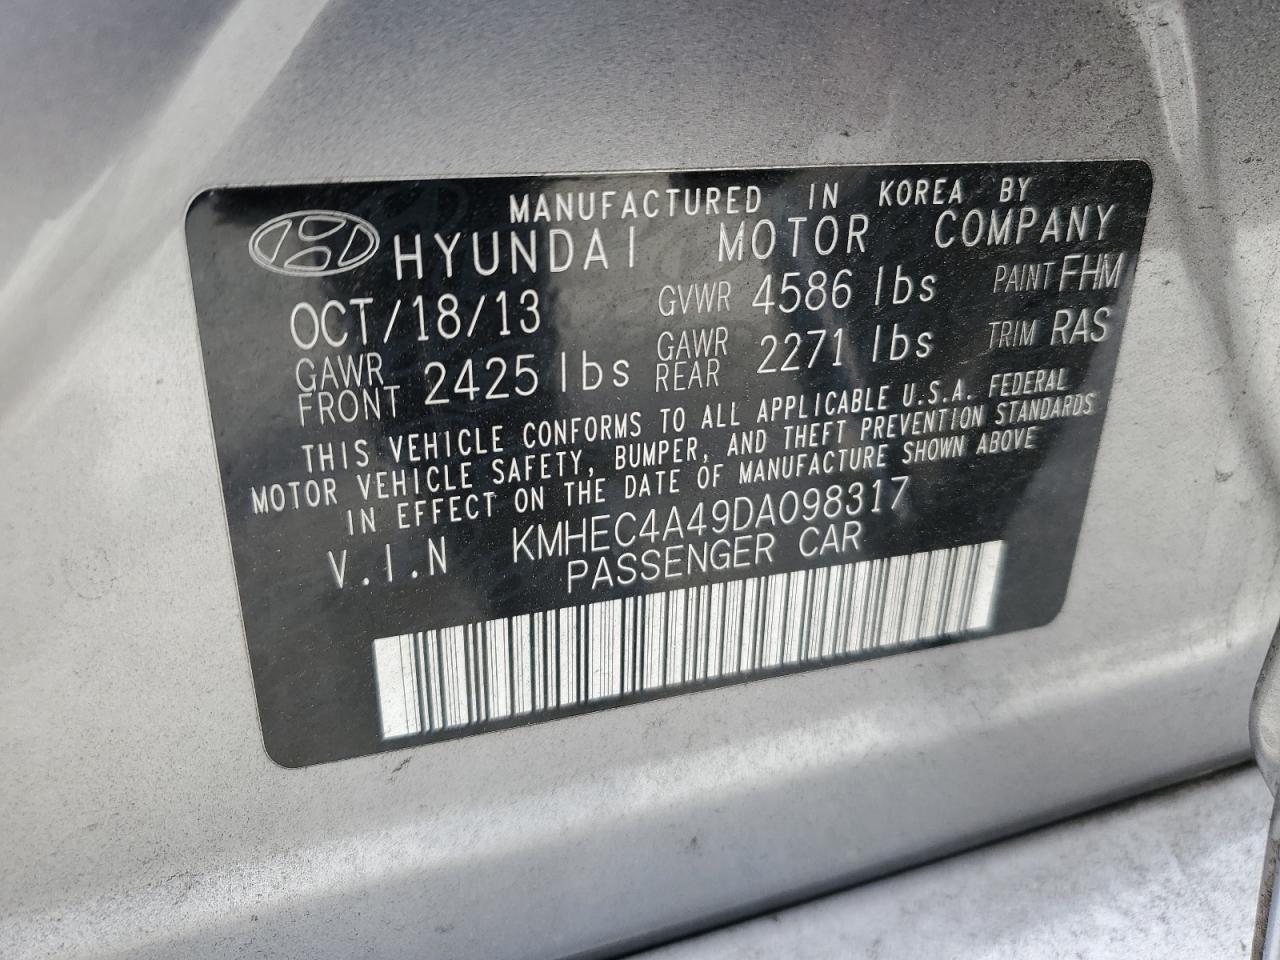 MANUFACTURED IN KOREA BY
HYUNDAI MOTOR COMPANY
OCT/18/13 GVWR 4586 lbs PAINT FHM
GAWR FRONT 2425 lbs GAWR REAR 2271 lbs TRIM RAS
THIS VEHICLE CONFORMS TO ALL APPLICABLE U.S.A. FEDERAL
MOTOR VEHICLE SAFETY, BUMPER, AND THEFT PREVENTION STANDARDS
IN EFFECT ON THE DATE OF MANUFACTURE SHOWN ABOVE
V.I.N KMHEC4A49DA098317
PASSENGER CAR